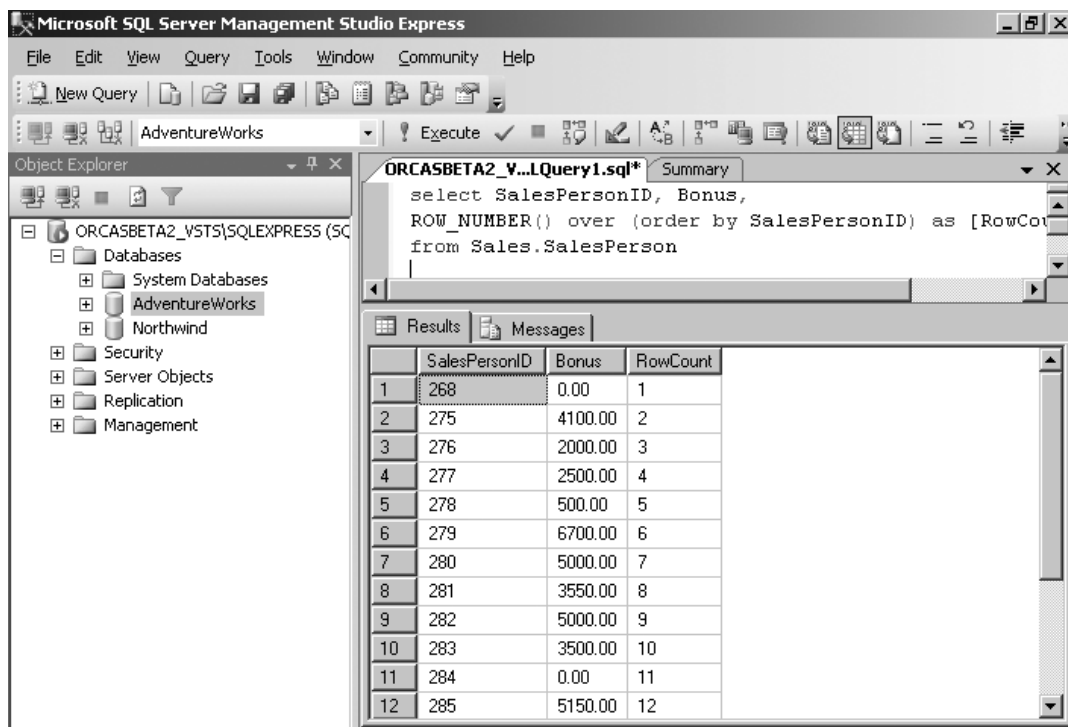 Microsoft SQL Server Management Studio Express
File Edit View Query Tools Window Community Help
New Query
AdventureWorks Execute
Object Explorer
ORCASBETA2_VSTS\SQLEXPRESS (SQ
Databases
System Databases
AdventureWorks
Northwind
Security
Server Objects
Replication
Management
ORCASBETA2_V...LQuery1.sql* Summary
select SalesPersonID, Bonus,
ROW_NUMBER() over (order by SalesPersonID) as [RowCou
from Sales.SalesPerson
Results Messages
SalesPersonID Bonus RowCount
1 268 0.00 1
2 275 4100.00 2
3 276 2000.00 3
4 277 2500.00 4
5 278 500.00 5
6 279 6700.00 6
7 280 5000.00 7
8 281 3550.00 8
9 282 5000.00 9
10 283 3500.00 10
11 284 0.00 11
12 285 5150.00 12